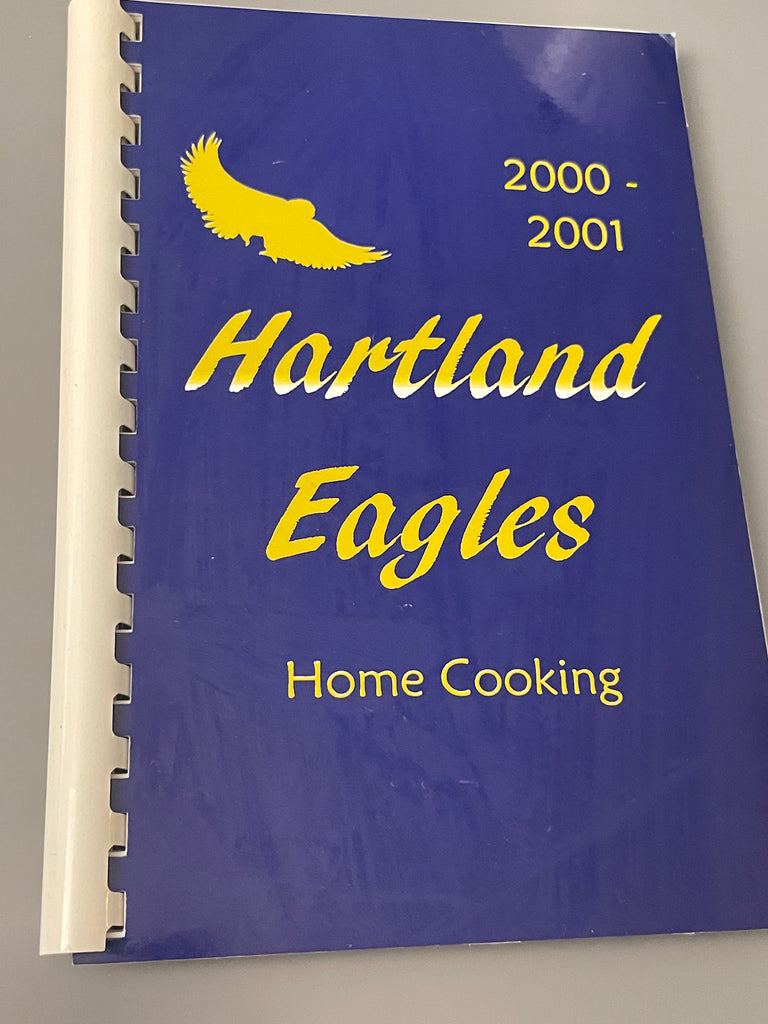 2000 -
2001
Hartland
Eagles
Home Cooking